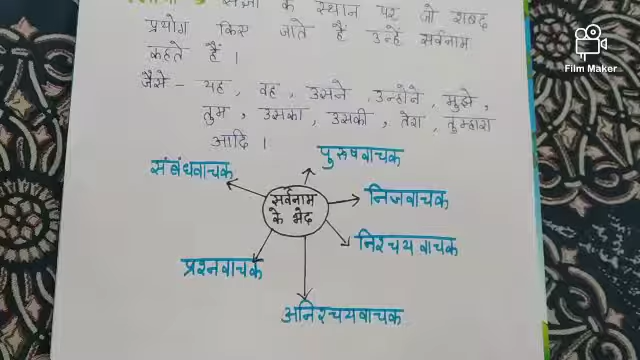 संज्ञा के स्थान पर जो शब्द
प्रयोग किए जाते हैं उन्हें सर्वनाम
कहते हैं ।
जैसे - यह , वह , उसने , उन्होंने , मुझे ,
तुम , उसका , उसकी , तेरा , तुम्हारा
आदि ।
पुरुषवाचक
संबंधवाचक
सर्वनाम
के भेद
निजवाचक
निश्चयवाचक
प्रश्नवाचक
अनिश्चयवाचक
Film Maker